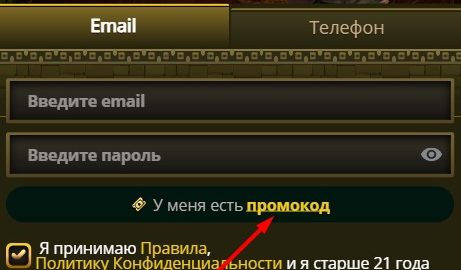 Email
Телефон
Введите email
Введите пароль
У меня есть промокод
Я принимаю Правила,
Политику Конфиденциальности и я старше 21 года